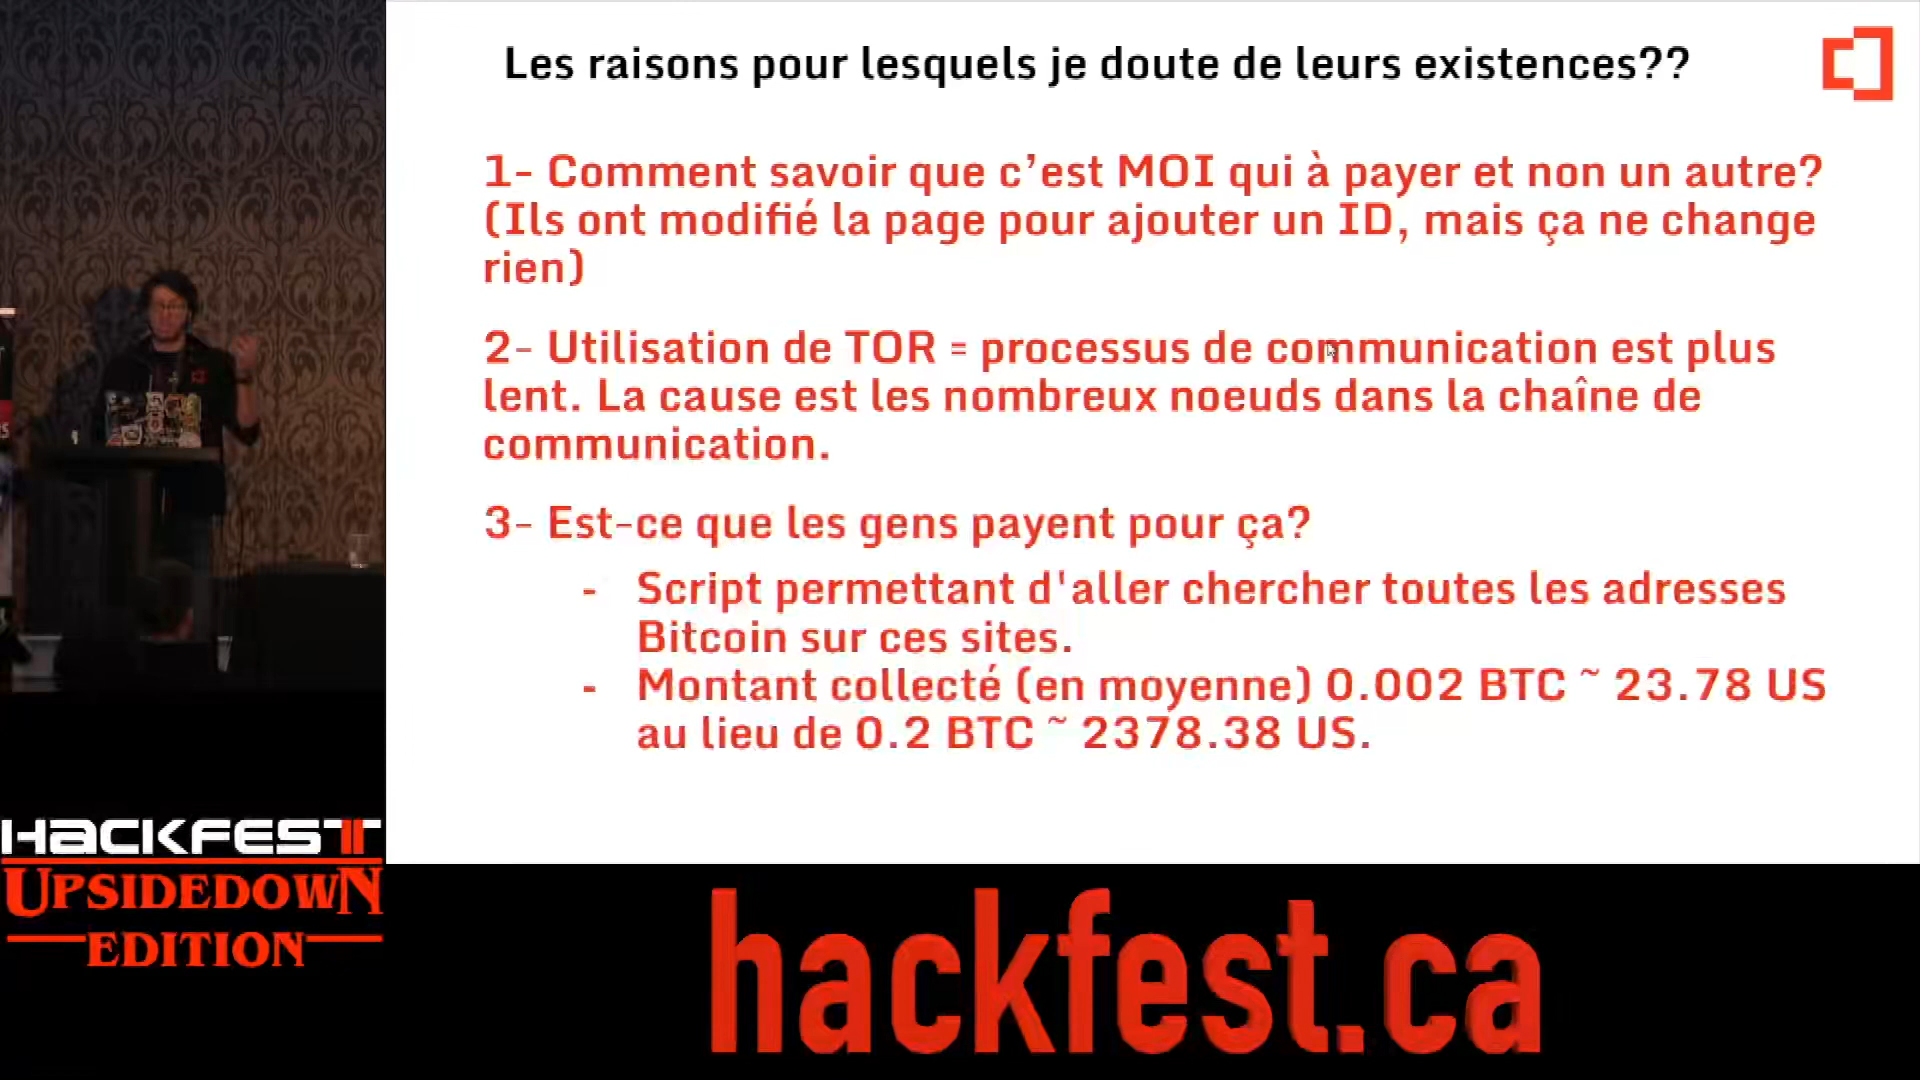 Les raisons pour lesquels je doute de leurs existences??
1- Comment savoir que c’est MOI qui à payer et non un autre?
(Ils ont modifié la page pour ajouter un ID, mais ça ne change
rien)
2- Utilisation de TOR = processus de communication est plus
lent. La cause est les nombreux noeuds dans la chaîne de
communication.
3- Est-ce que les gens payent pour ça?
- Script permettant d'aller chercher toutes les adresses
Bitcoin sur ces sites.
- Montant collecté (en moyenne) 0.002 BTC ~ 23.78 US
au lieu de 0.2 BTC ~ 2378.38 US.
HACKFEST
UPSIDEDOWN
EDITION
hackfest.ca